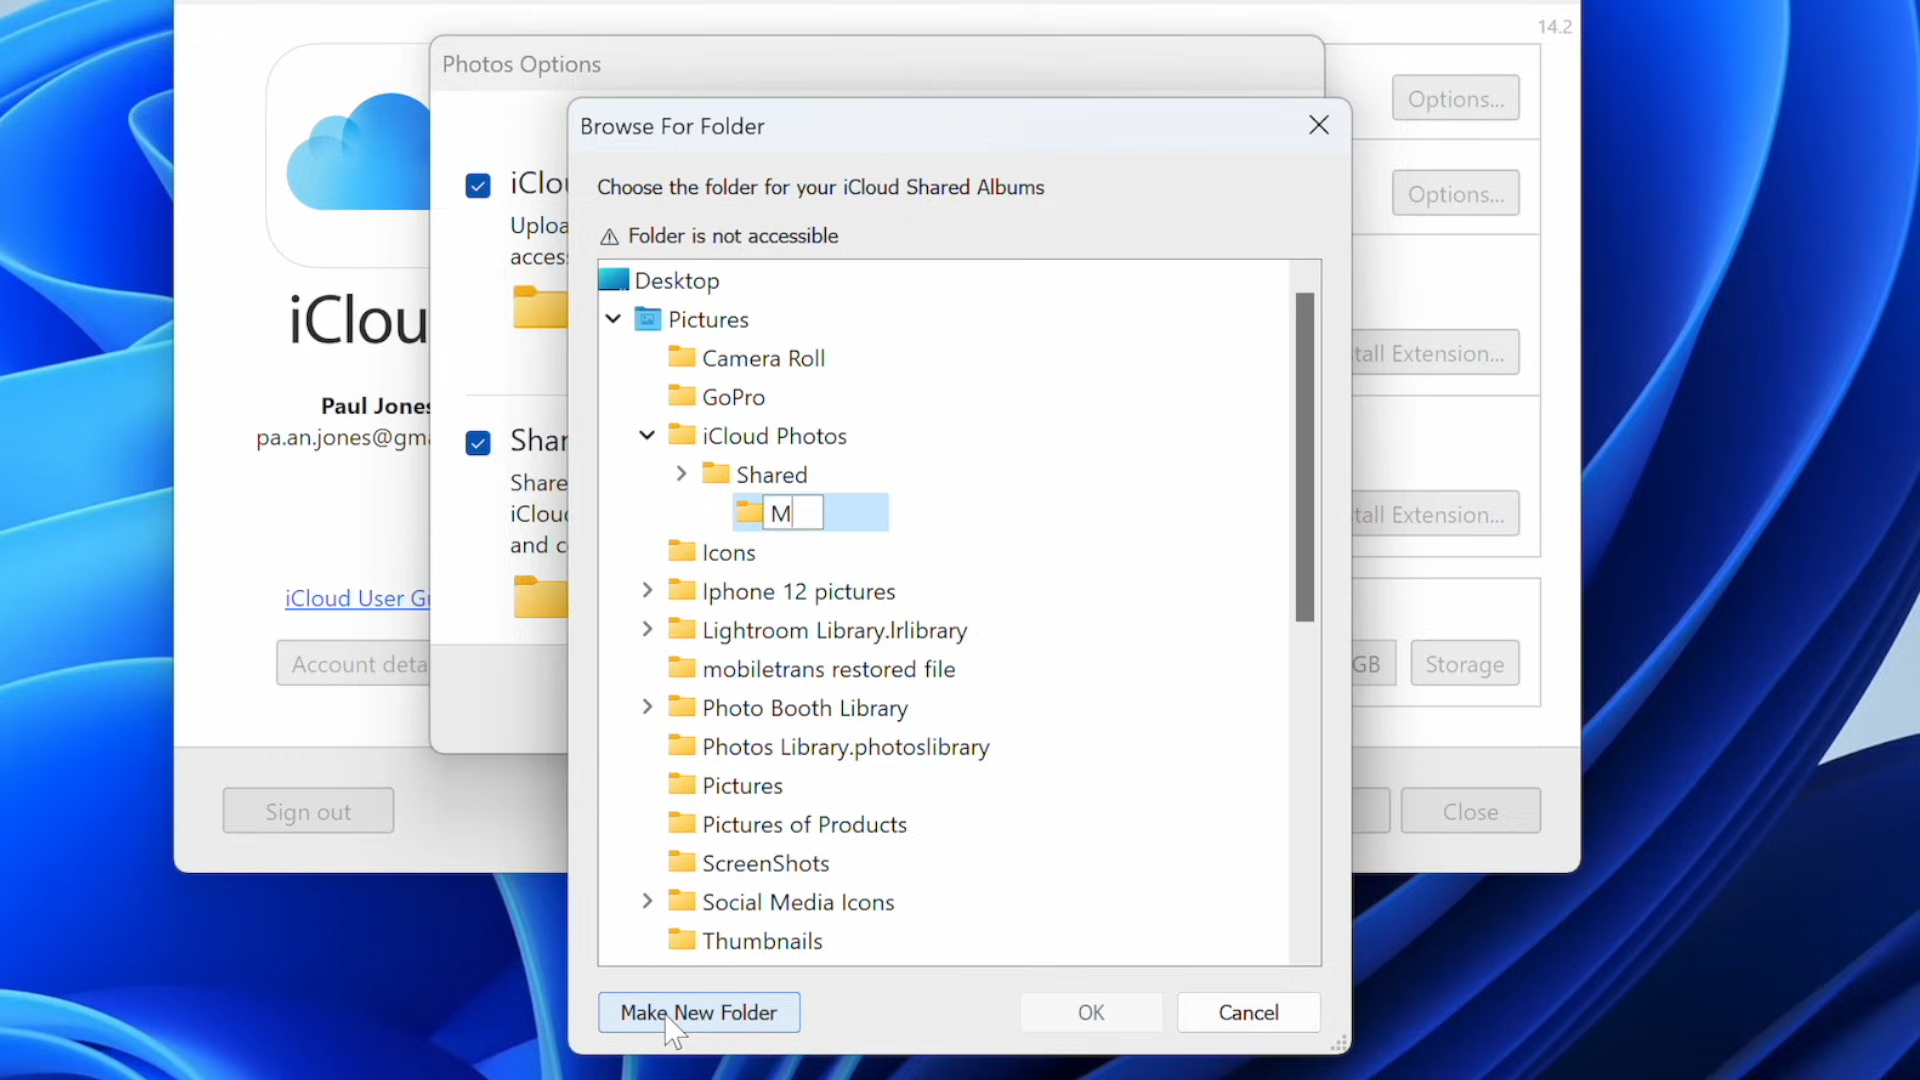 14.2
Photos Options
Options...
Browse For Folder
Choose the folder for your iCloud Shared Albums
Folder is not accessible
Desktop
Pictures
Camera Roll
GoPro
iCloud Photos
Shared
M
Icons
Iphone 12 pictures
Lightroom Library.lrlibrary
mobiletrans restored file
Photo Booth Library
Photos Library.photoslibrary
Pictures
Pictures of Products
ScreenShots
Social Media Icons
Thumbnails
Make New Folder
OK
Cancel
iClou
Uploa
acces
Shar
Share
iCloud
and c
iClou
Paul Jones
pa.an.jones@gma
iCloud User Gu
Account deta
Sign out
Options...
tall Extension...
tall Extension...
GB
Storage
Close